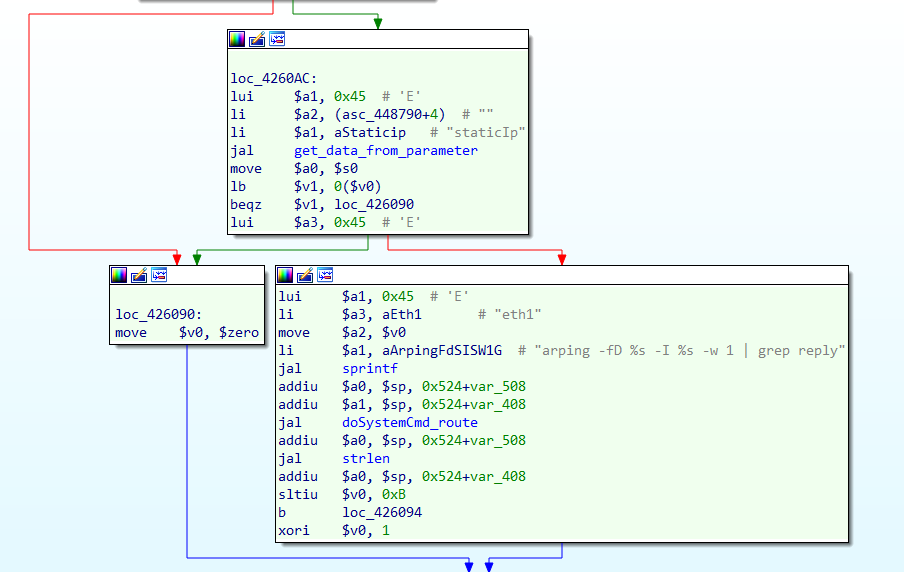 loc_4260AC:
lui $a1, 0x45 # 'E'
li $a2, (asc_448790+4) # ""
li $a1, aStaticip # "staticIp"
jal get_data_from_parameter
move $a0, $s0
lb $v1, 0($v0)
beqz $v1, loc_426090
lui $a3, 0x45 # 'E'
loc_426090:
move $v0, $zero
lui $a1, 0x45 # 'E'
li $a3, aEth1 # "eth1"
move $a2, $v0
li $a1, aArpingFdSISW1G # "arping -fD %s -I %s -w 1 | grep reply"
jal sprintf
addiu $a0, $sp, 0x524+var_508
addiu $a1, $sp, 0x524+var_408
jal doSystemCmd_route
addiu $a0, $sp, 0x524+var_508
jal strlen
addiu $a0, $sp, 0x524+var_408
sltiu $v0, 0xB
b loc_426094
xori $v0, 1